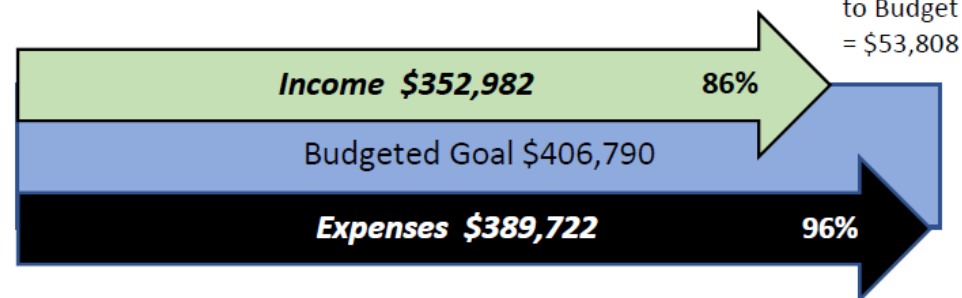 to Budget
= $53,808
Income $352,982 86%
Budgeted Goal $406,790
Expenses $389,722 96%